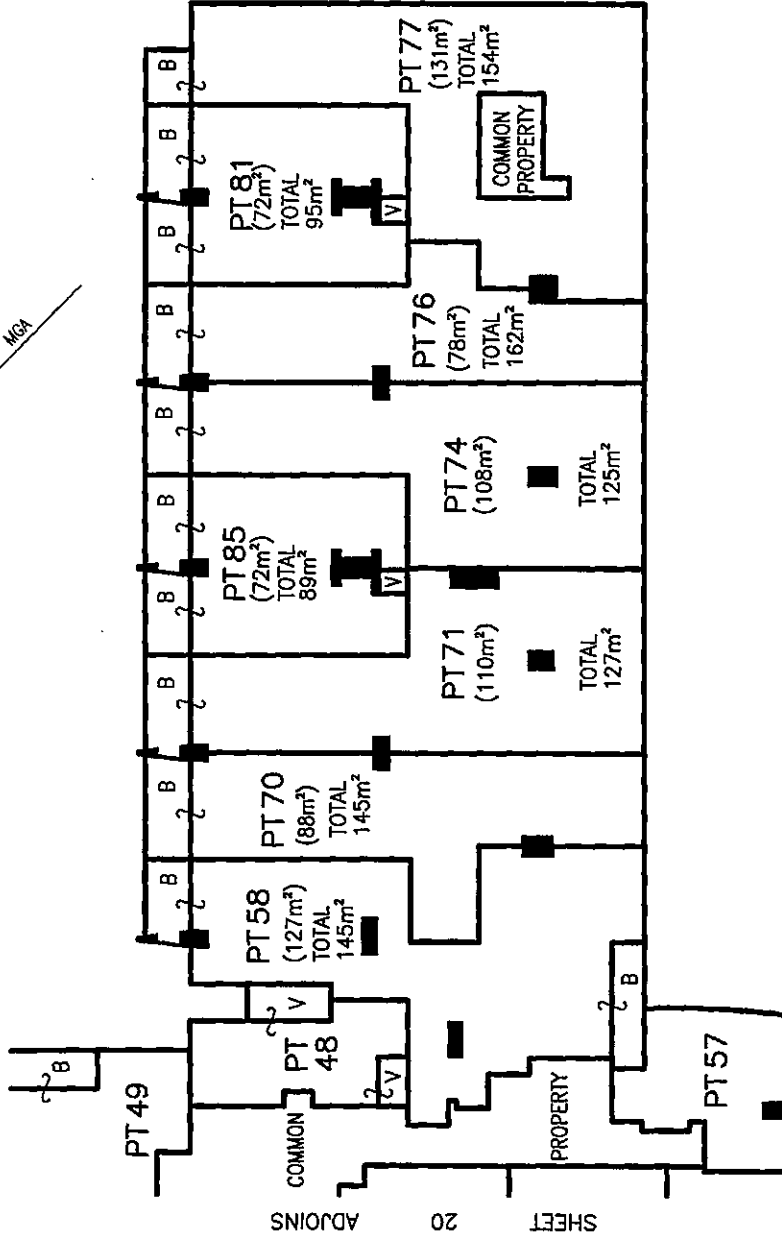 MGA
B
B
B
B
B
B
B
B
B
B
PT 77
(131m²)
TOTAL
154m²
COMMON
PROPERTY
PT 81
(72m²)
TOTAL
95m²
V
PT 76
(78m²)
TOTAL
162m²
PT 74
(108m²)
TOTAL
125m²
PT 85
(72m²)
TOTAL
89m²
V
PT 71
(110m²)
TOTAL
127m²
PT 70
(88m²)
TOTAL
145m²
PT 58
(127m²)
TOTAL
145m²
B
PT 49
V
PT
48
V
COMMON
PROPERTY
B
PT 57
SHEET 20 ADJOINS